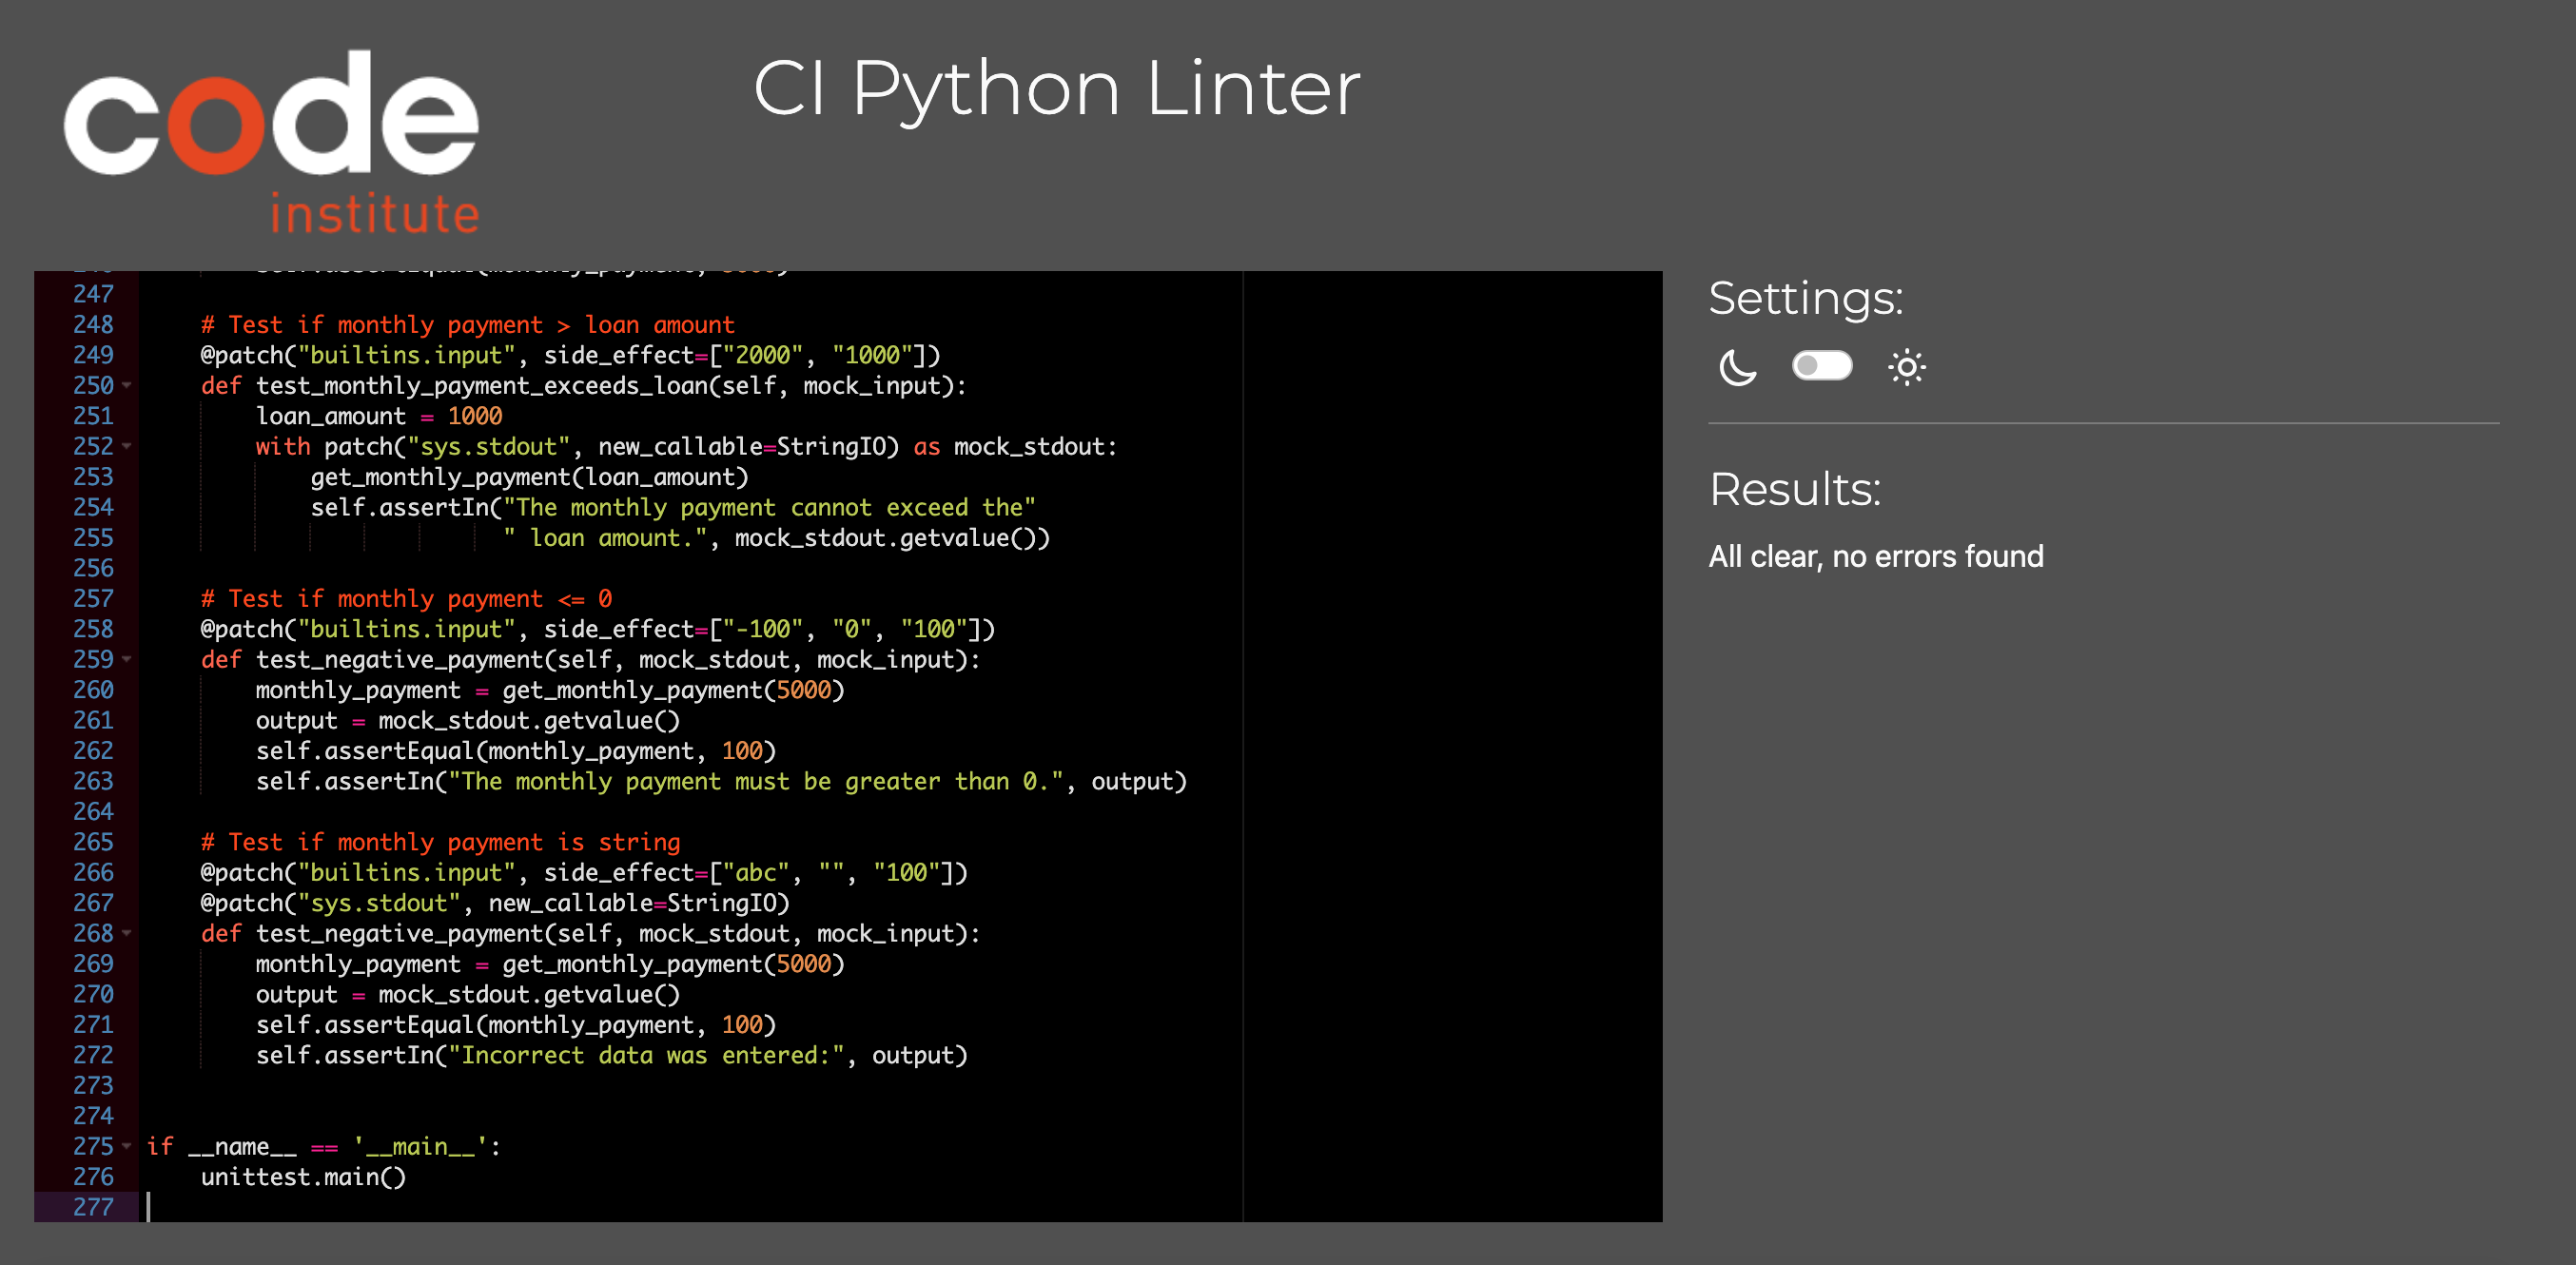 code
institute
CI Python Linter
247
248     # Test if monthly payment > loan amount
249     @patch("builtins.input", side_effect=["2000", "1000"])
250     def test_monthly_payment_exceeds_loan(self, mock_input):
251         loan_amount = 1000
252         with patch("sys.stdout", new_callable=StringIO) as mock_stdout:
253             get_monthly_payment(loan_amount)
254             self.assertIn("The monthly payment cannot exceed the"
255                           " loan amount.", mock_stdout.getvalue())
256
257     # Test if monthly payment <= 0
258     @patch("builtins.input", side_effect=["-100", "0", "100"])
259     def test_negative_payment(self, mock_stdout, mock_input):
260         monthly_payment = get_monthly_payment(5000)
261         output = mock_stdout.getvalue()
262         self.assertEqual(monthly_payment, 100)
263         self.assertIn("The monthly payment must be greater than 0.", output)
264
265     # Test if monthly payment is string
266     @patch("builtins.input", side_effect=["abc", "", "100"])
267     @patch("sys.stdout", new_callable=StringIO)
268     def test_negative_payment(self, mock_stdout, mock_input):
269         monthly_payment = get_monthly_payment(5000)
270         output = mock_stdout.getvalue()
271         self.assertEqual(monthly_payment, 100)
272         self.assertIn("Incorrect data was entered:", output)
273
274
275 if __name__ == '__main__':
276     unittest.main()
277
Settings:
Results:
All clear, no errors found